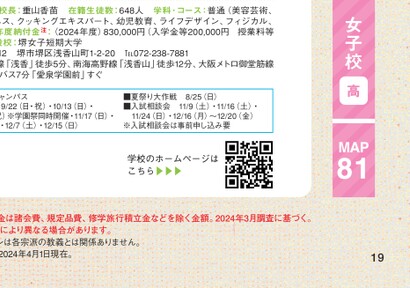 校長：重山香苗　在籍生徒数：648人　学科・コース：普通（美容芸術、
ス、クッキングエキスパート、幼児教育、ライフデザイン、フィジカル、
度納付金注：（2024年度）830,000円（入学金等200,000円　授業料等
校：堺女子短期大学
12　堺市堺区浅香山町1-2-20　TEL072-238-7881
線「浅香」徒歩5分、南海高野線「浅香山」徒歩12分、大阪メトロ御堂筋線
バス7分「愛泉学園前」すぐ
ャンパス
9/22（日・祝）・10/13（日）・
）※学園祭同時開催・11/17（日）・
・12/7（土）・12/15（日）
■夏祭り大作戦　8/25（日）
■入試相談会　11/9（土）・11/16（土）・
11/24（日）・12/16（月）～12/20（金）
※入試相談会は事前申し込み要
学校のホームページは
こちら▶▶▶
女子校
高
MAP
81
金は諸会費、規定品費、修学旅行積立金などを除く金額。2024年3月調査に基づく。
により異なる場合があります。
ンは各宗派の教義とは関係ありません。
2024年4月1日現在。
19